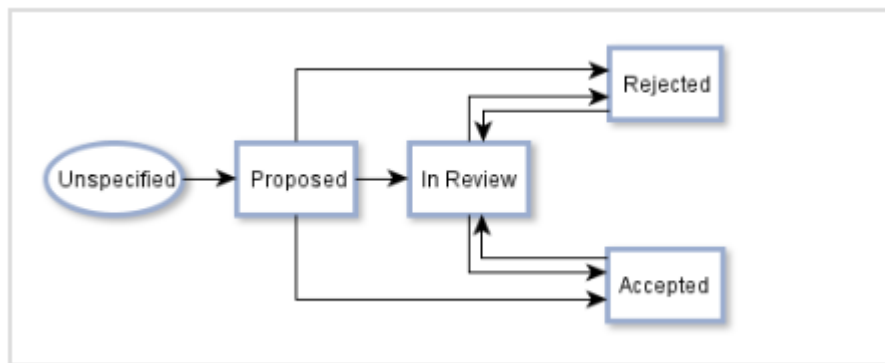 Rejected
Unspecified
Proposed
In Review
Accepted